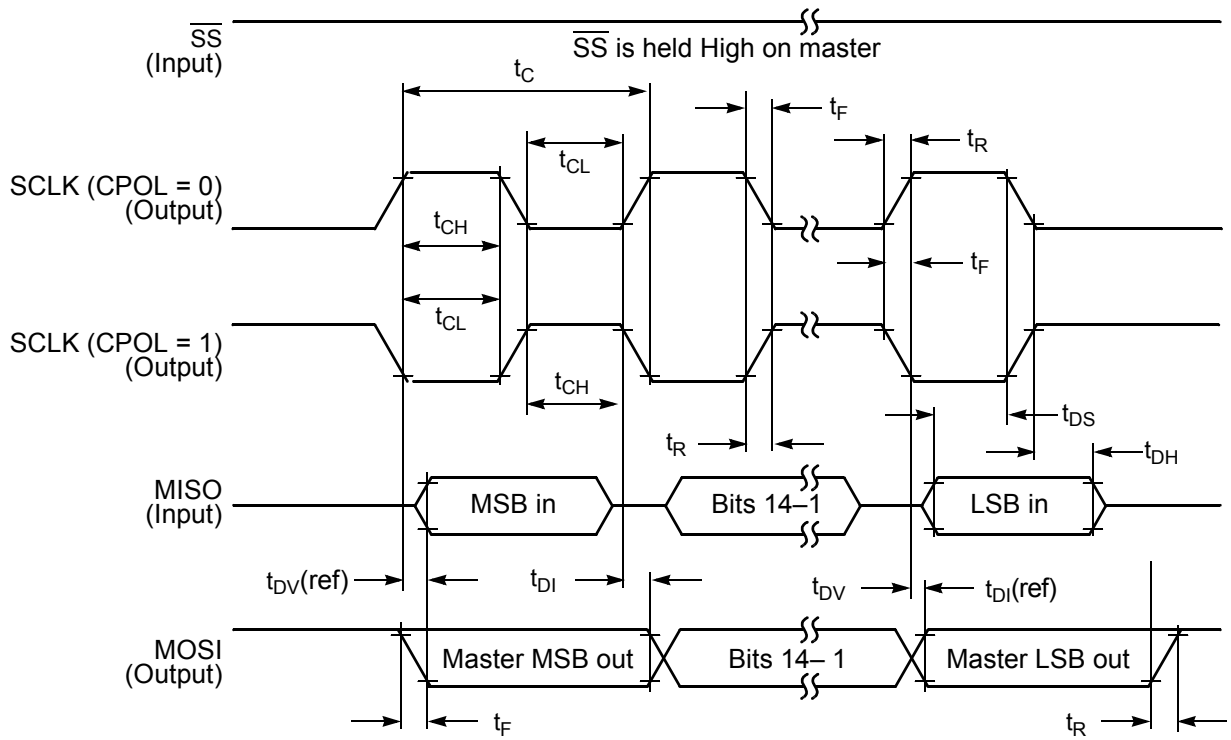 SS
(Input)
SS is held High on master
tC
tF
tR
tCL
SCLK (CPOL = 0)
(Output)
tCH
tF
tCL
SCLK (CPOL = 1)
(Output)
tCH
tDS
tR
tDH
MISO
(Input)
MSB in
Bits 14–1
LSB in
tDV(ref)
tDI
tDV
tDI(ref)
MOSI
(Output)
Master MSB out
Bits 14– 1
Master LSB out
tF
tR